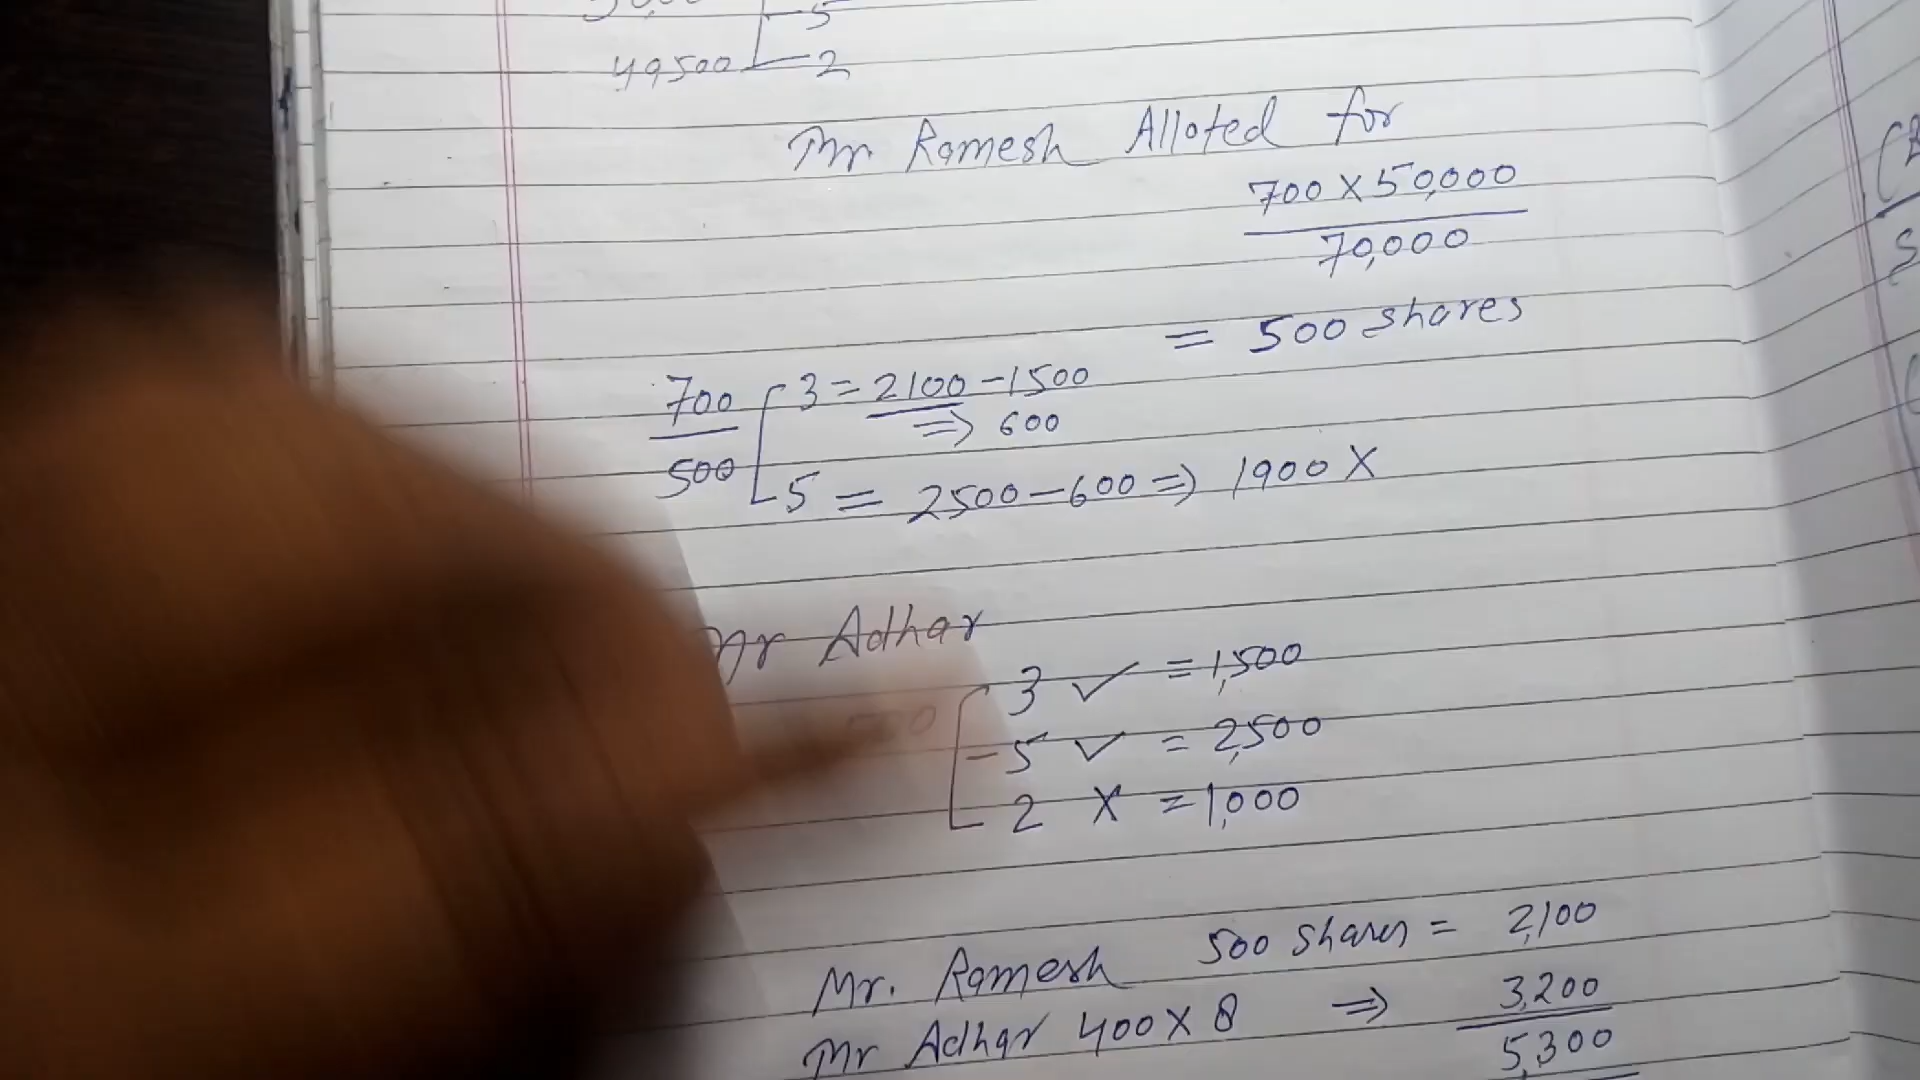 5
49500 2
Mr Ramesh Alloted for
700 X 50,000
70,000
= 500 shares
700 3 = 2100 - 1500
=> 600
500 5 = 2500 - 600 => 1900 X
Mr Adhar
3 ✓ = 1,500
500 5 ✓ = 2,500
2 X = 1,000
Mr. Ramesh 500 shares = 2,100
Mr Adhar 400 X 8 => 3,200
5,300